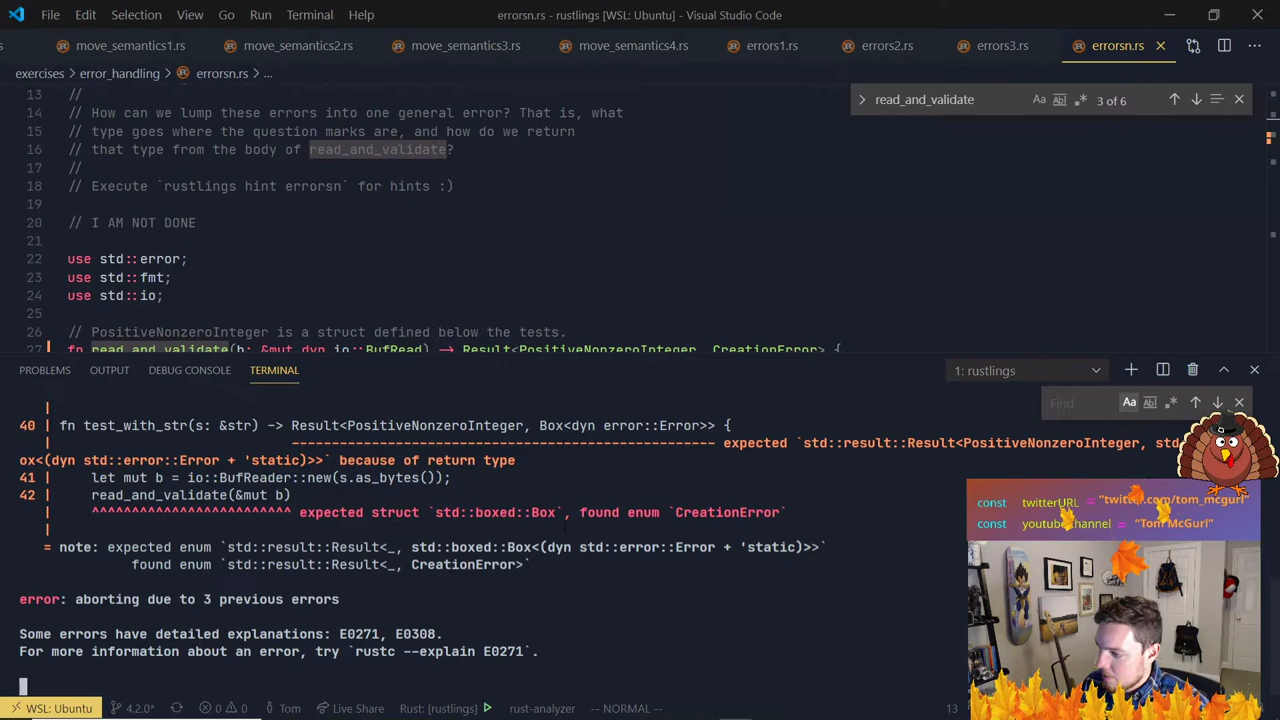 File Edit Selection View Go Run Terminal Help errorsn.rs - rustlings [WSL: Ubuntu] - Visual Studio Code
move_semantics1.rs move_semantics2.rs move_semantics3.rs move_semantics4.rs errors1.rs errors2.rs errors3.rs errorsn.rs
exercises > error_handling > errorsn.rs > ...
read_and_validate Aa Abl .* 3 of 6
13 //
14 // How can we lump these errors into one general error? That is, what
15 // type goes where the question marks are, and how do we return
16 // that type from the body of read_and_validate?
17 //
18 // Execute `rustlings hint errorsn` for hints :)
19
20 // I AM NOT DONE
21
22 use std::error;
23 use std::fmt;
24 use std::io;
25
26 // PositiveNonzeroInteger is a struct defined below the tests.
27 fn read_and_validate(b: &mut dyn io::BufRead) -> Result<PositiveNonzeroInteger, CreationError> {
PROBLEMS OUTPUT DEBUG CONSOLE TERMINAL 1: rustlings
Find Aa Abl .*
|
40 | fn test_with_str(s: &str) -> Result<PositiveNonzeroInteger, Box<dyn error::Error>> {
| ----------------------------------------------------- expected `std::result::Result<PositiveNonzeroInteger, st
ox<(dyn std::error::Error + 'static)>>` because of return type
41 | let mut b = io::BufReader::new(s.as_bytes());
42 | read_and_validate(&mut b)
| ^^^^^^^^^^^^^^^^^^^^^^^^^ expected struct `std::boxed::Box`, found enum `CreationError`
|
= note: expected enum `std::result::Result<_, std::boxed::Box<(dyn std::error::Error + 'static)>>`
found enum `std::result::Result<_, CreationError>`
error: aborting due to 3 previous errors
Some errors have detailed explanations: E0271, E0308.
For more information about an error, try `rustc --explain E0271`.
const twitterURL = "twitter.com/tom_mcgurl"
const youtubeChannel = "Tom McGurl"
WSL: Ubuntu 4.2.0* 0 0 Tom Live Share Rust: [rustlings] rust-analyzer -- NORMAL -- 13